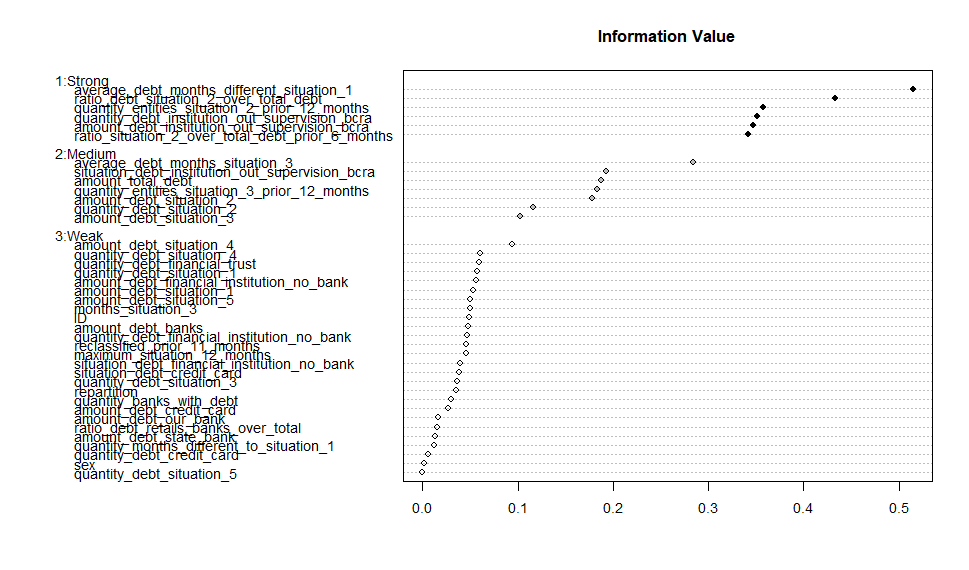 Information Value
1:Strong
average_debt_months_different_situation_1
ratio_debt_situation_2_over_total_debt
quantity_entities_situation_2_prior_12_months
quantity_debt_institution_out_supervision_bcra
amount_debt_institution_out_supervision_bcra
ratio_situation_2_over_total_debt_prior_6_months
2:Medium
average_debt_months_situation_3
situation_debt_institution_out_supervision_bcra
amount_total_debt
quantity_entities_situation_3_prior_12_months
amount_debt_situation_2
quantity_debt_situation_2
amount_debt_situation_3
3:Weak
amount_debt_situation_4
quantity_debt_situation_4
quantity_debt_financial_trust
quantity_debt_situation_1
amount_debt_financial_institution_no_bank
amount_debt_situation_1
amount_debt_situation_5
months_situation_3
ID
amount_debt_banks
quantity_debt_financial_institution_no_bank
reclassified_prior_11_months
maximum_situation_12_months
situation_debt_financial_institution_no_bank
situation_debt_credit_card
quantity_debt_situation_3
repartition
quantity_banks_with_debt
amount_debt_credit_card
amount_debt_our_bank
ratio_debt_retails_banks_over_total
amount_debt_state_bank
quantity_months_different_to_situation_1
quantity_debt_credit_card
sex
quantity_debt_situation_5
0.0 0.1 0.2 0.3 0.4 0.5